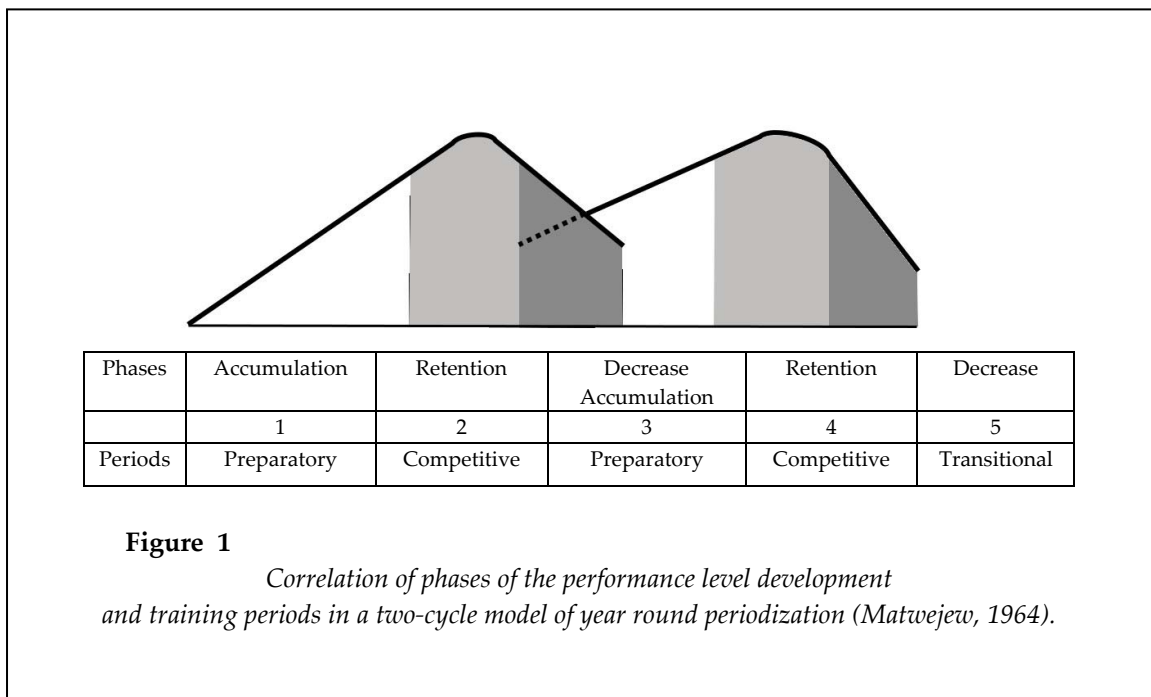 Phases Accumulation Retention Decrease Accumulation Retention Decrease
1 2 3 4 5
Periods Preparatory Competitive Preparatory Competitive Transitional
Figure 1
Correlation of phases of the performance level development
and training periods in a two-cycle model of year round periodization (Matwejew, 1964).